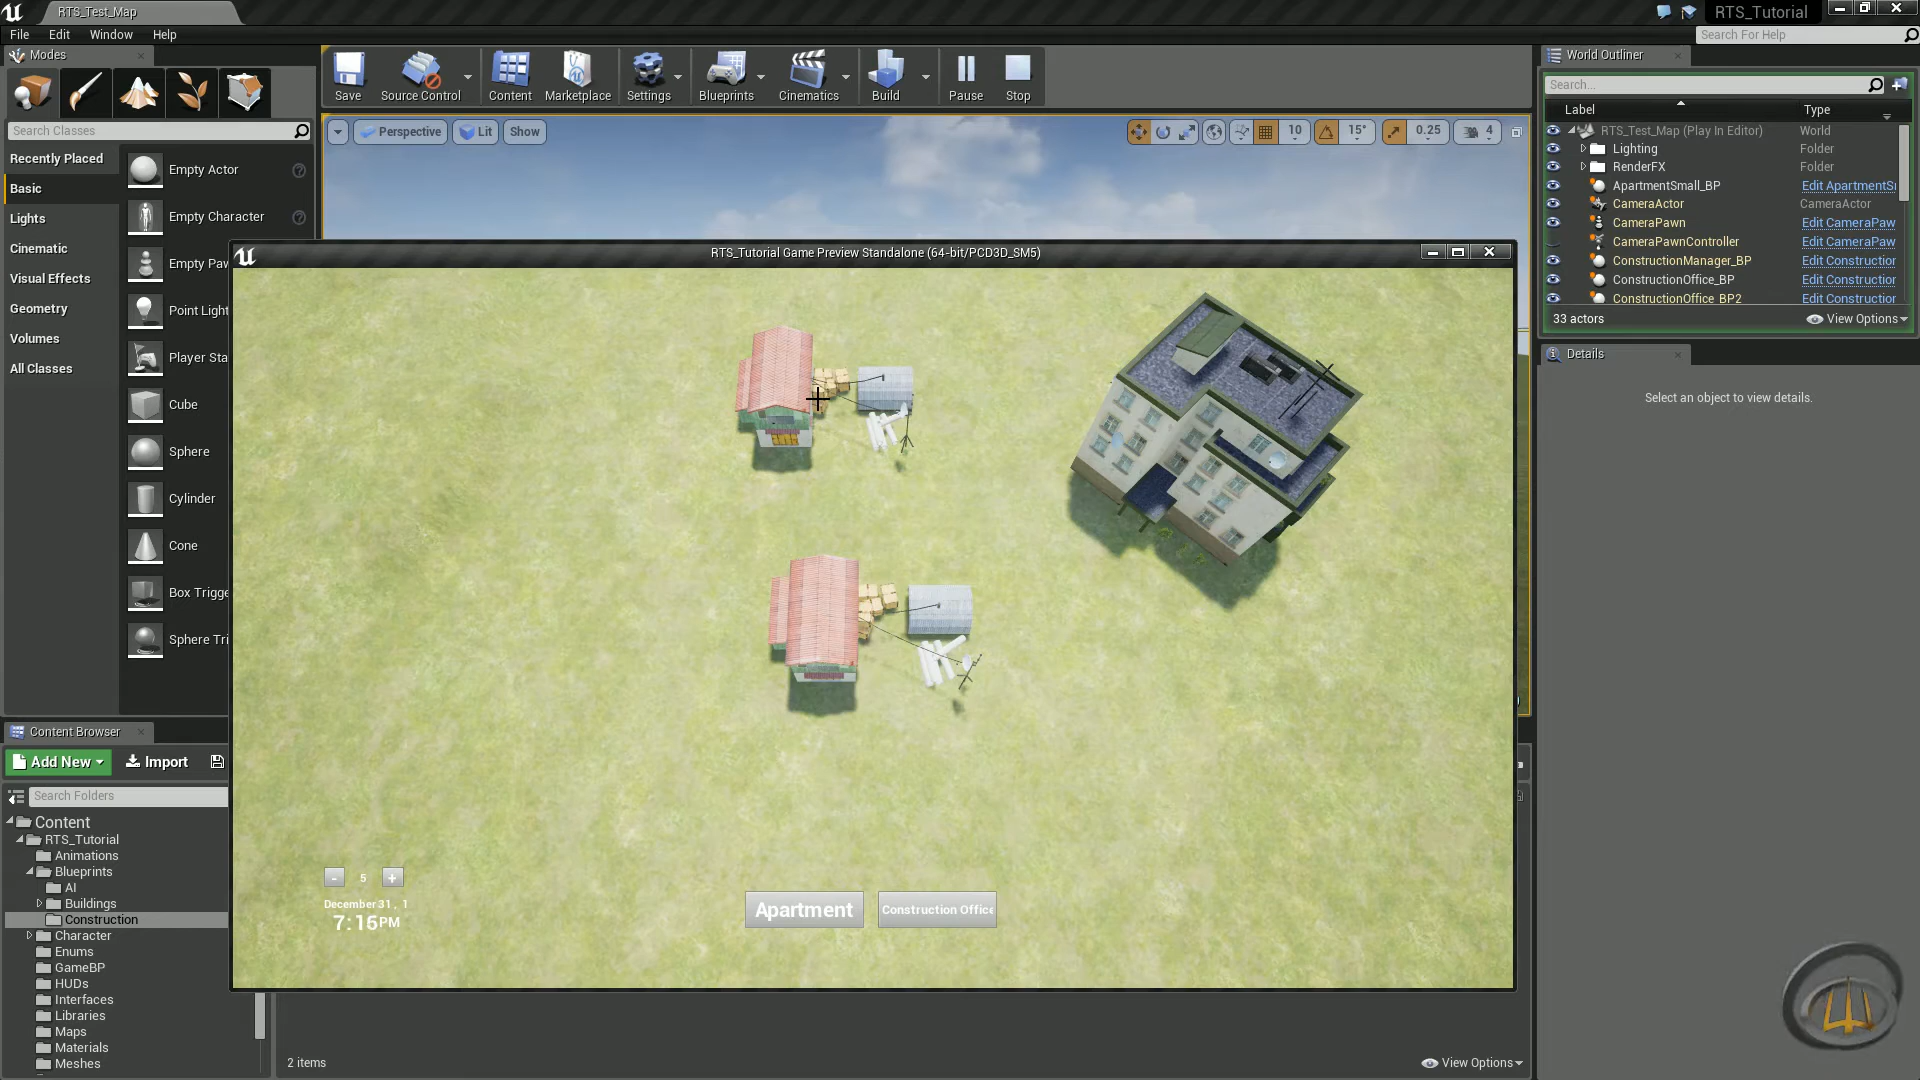 RTS_Test_Map
RTS_Tutorial
File Edit Window Help
Search For Help
Modes
Save Source Control Content Marketplace Settings Blueprints Cinematics Build Pause Stop
World Outliner
Search...
Label Type
Search Classes
Perspective Lit Show
10 15° 0.25 4
Recently Placed
Basic
Lights
Cinematic
Visual Effects
Geometry
Volumes
All Classes
Empty Actor
Empty Character
Empty Paw
Point Light
Player Sta
Cube
Sphere
Cylinder
Cone
Box Trigge
Sphere Tri
RTS_Test_Map (Play In Editor) World
Lighting Folder
RenderFX Folder
ApartmentSmall_BP Edit ApartmentS
CameraActor CameraActor
CameraPawn Edit CameraPaw
CameraPawnController Edit CameraPaw
ConstructionManager_BP Edit Construction
ConstructionOffice_BP Edit Construction
ConstructionOffice_BP2 Edit Construction
33 actors View Options
Details
Select an object to view details.
RTS_Tutorial Game Preview Standalone (64-bit/PCD3D_SM5)
- 5 +
December 31, 1
7:16PM
Apartment Construction Office
Content Browser
Add New Import
Search Folders
Content
RTS_Tutorial
Animations
Blueprints
AI
Buildings
Construction
Character
Enums
GameBP
HUDs
Interfaces
Libraries
Maps
Materials
Meshes
2 items View Options